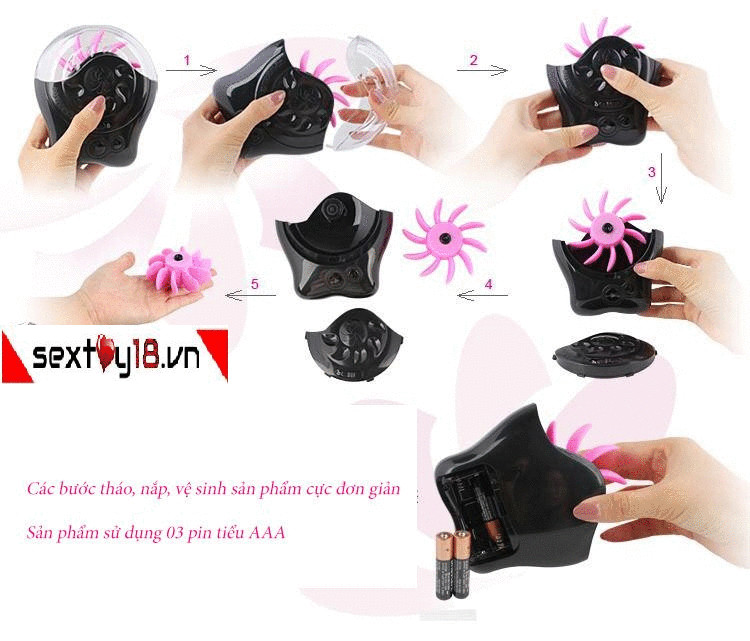 1
2
3
4
5
sextoy18.vn
Các bước tháo, nắp, vệ sinh sản phẩm cực đơn giản
Sản phẩm sử dụng 03 pin tiểu AAA